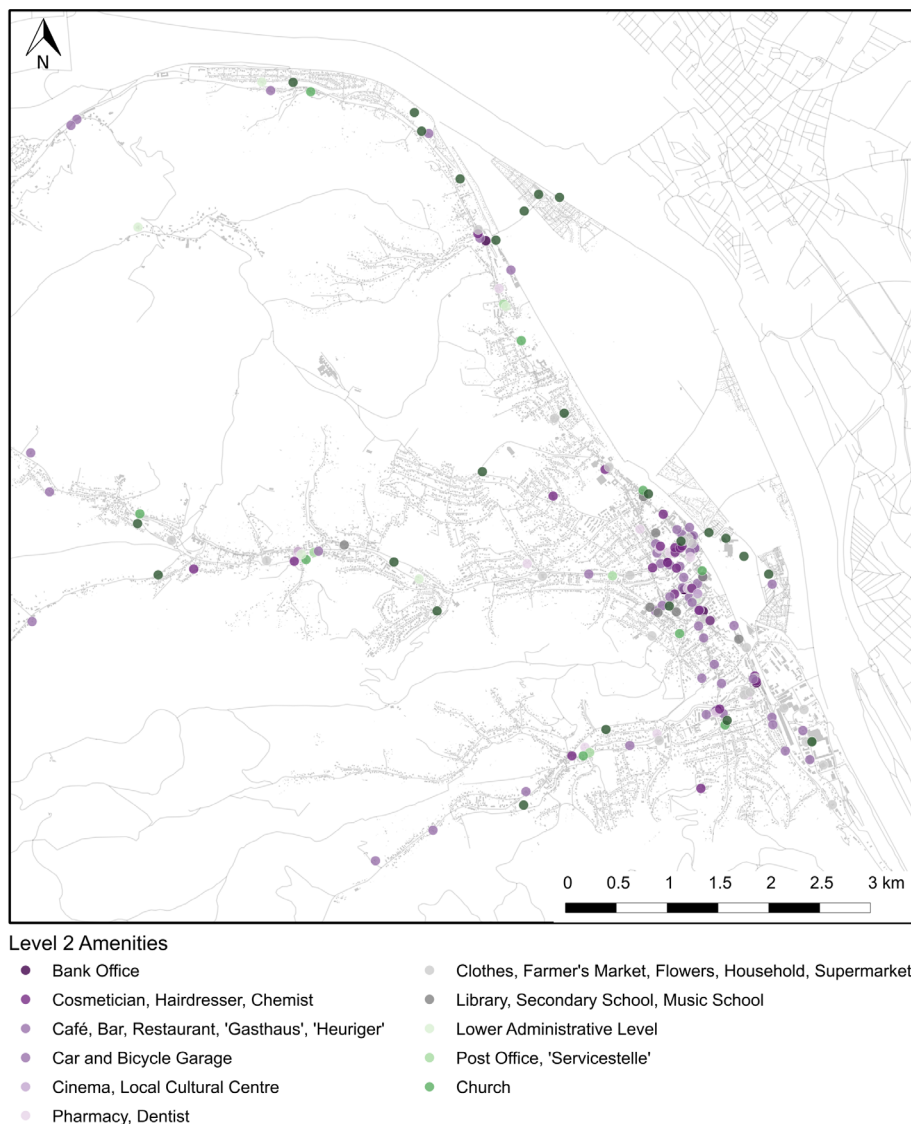 N
0 0.5 1 1.5 2 2.5 3 km
Level 2 Amenities
Bank Office
Cosmetician, Hairdresser, Chemist
Café, Bar, Restaurant, 'Gasthaus', 'Heuriger'
Car and Bicycle Garage
Cinema, Local Cultural Centre
Pharmacy, Dentist
Clothes, Farmer's Market, Flowers, Household, Supermarket
Library, Secondary School, Music School
Lower Administrative Level
Post Office, 'Servicestelle'
Church